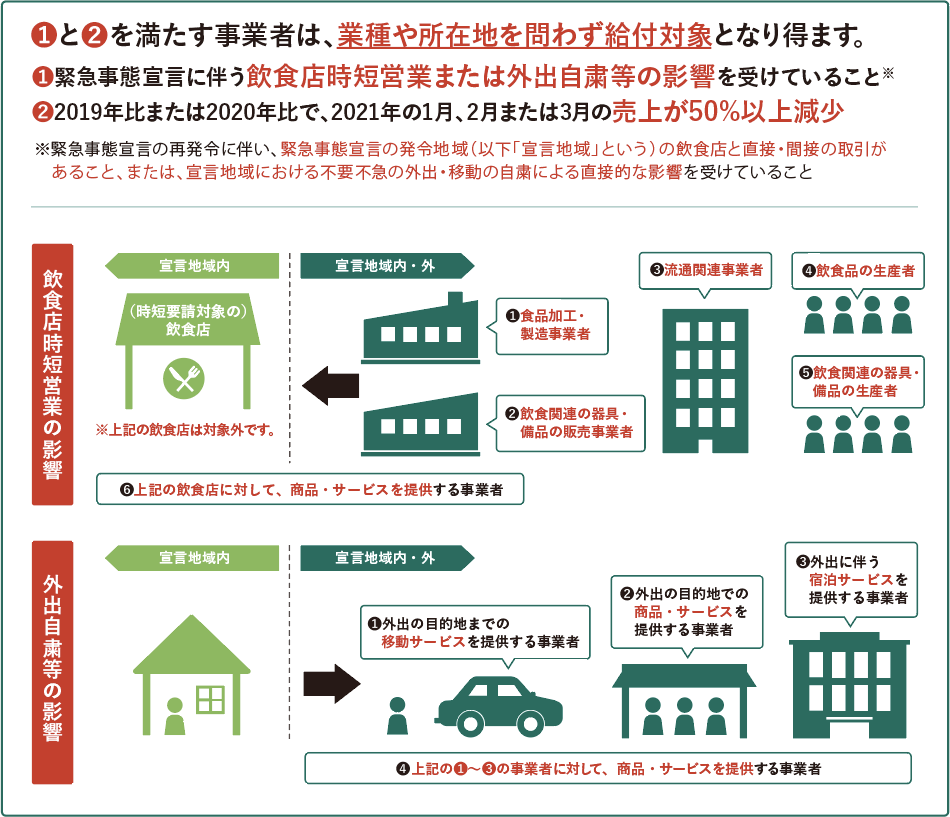 ❶と❷を満たす事業者は、業種や所在地を問わず給付対象となり得ます。
❶緊急事態宣言に伴う飲食店時短営業または外出自粛等の影響を受けていること※
❷2019年比または2020年比で、2021年の1月、2月または3月の売上が50%以上減少
※緊急事態宣言の再発令に伴い、緊急事態宣言の発令地域（以下「宣言地域」という）の飲食店と直接・間接の取引が
あること、または、宣言地域における不要不急の外出・移動の自粛による直接的な影響を受けていること
飲食店時短営業の影響
宣言地域内
（時短要請対象の）
飲食店
※上記の飲食店は対象外です。
宣言地域内・外
❶食品加工・
製造事業者
❷飲食関連の器具・
備品の販売事業者
❸流通関連事業者
❹飲食品の生産者
❺飲食関連の器具・
備品の生産者
❻上記の飲食店に対して、商品・サービスを提供する事業者
外出自粛等の影響
宣言地域内
宣言地域内・外
❶外出の目的地までの
移動サービスを提供する事業者
❷外出の目的地での
商品・サービスを
提供する事業者
❸外出に伴う
宿泊サービスを
提供する事業者
❹上記の❶〜❸の事業者に対して、商品・サービスを提供する事業者